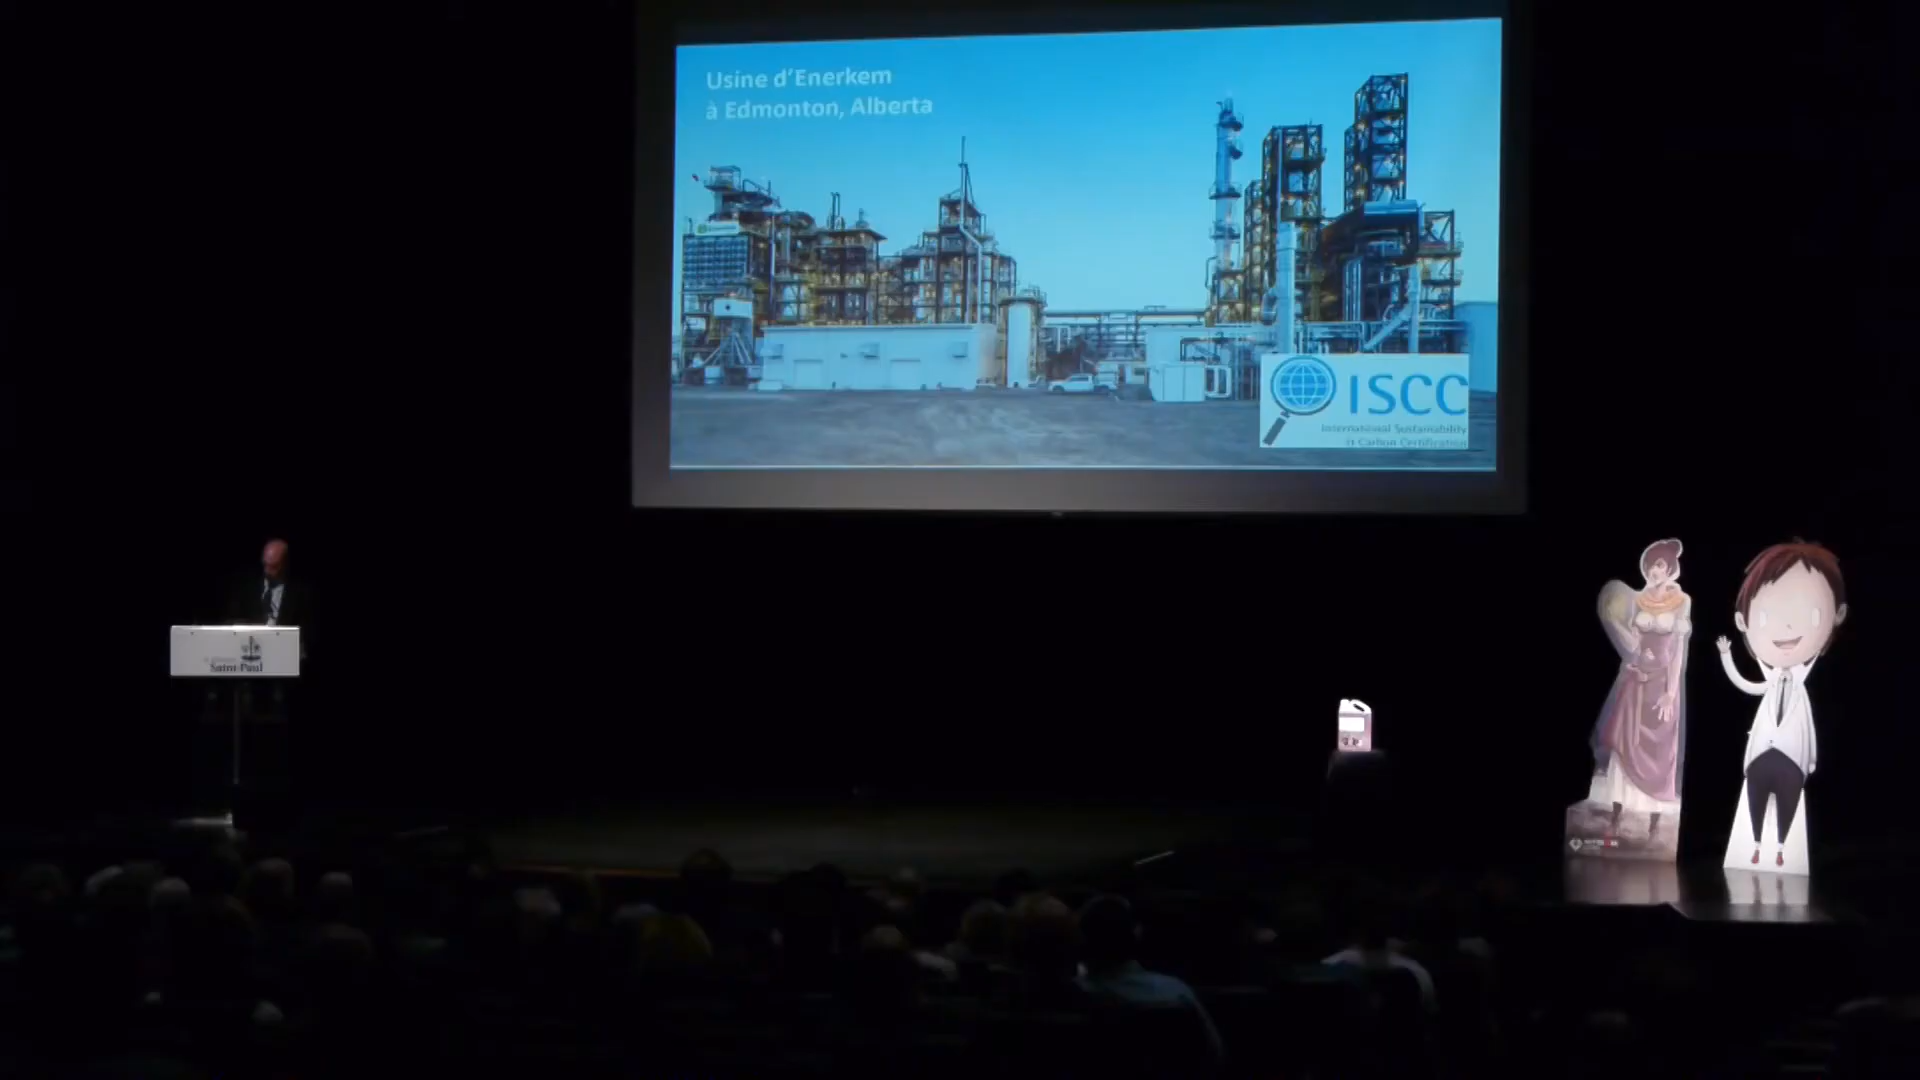 Usine d'Enerkem
à Edmonton, Alberta
ISCC
International Sustainability
& Carbon Certification
Saint-Paul